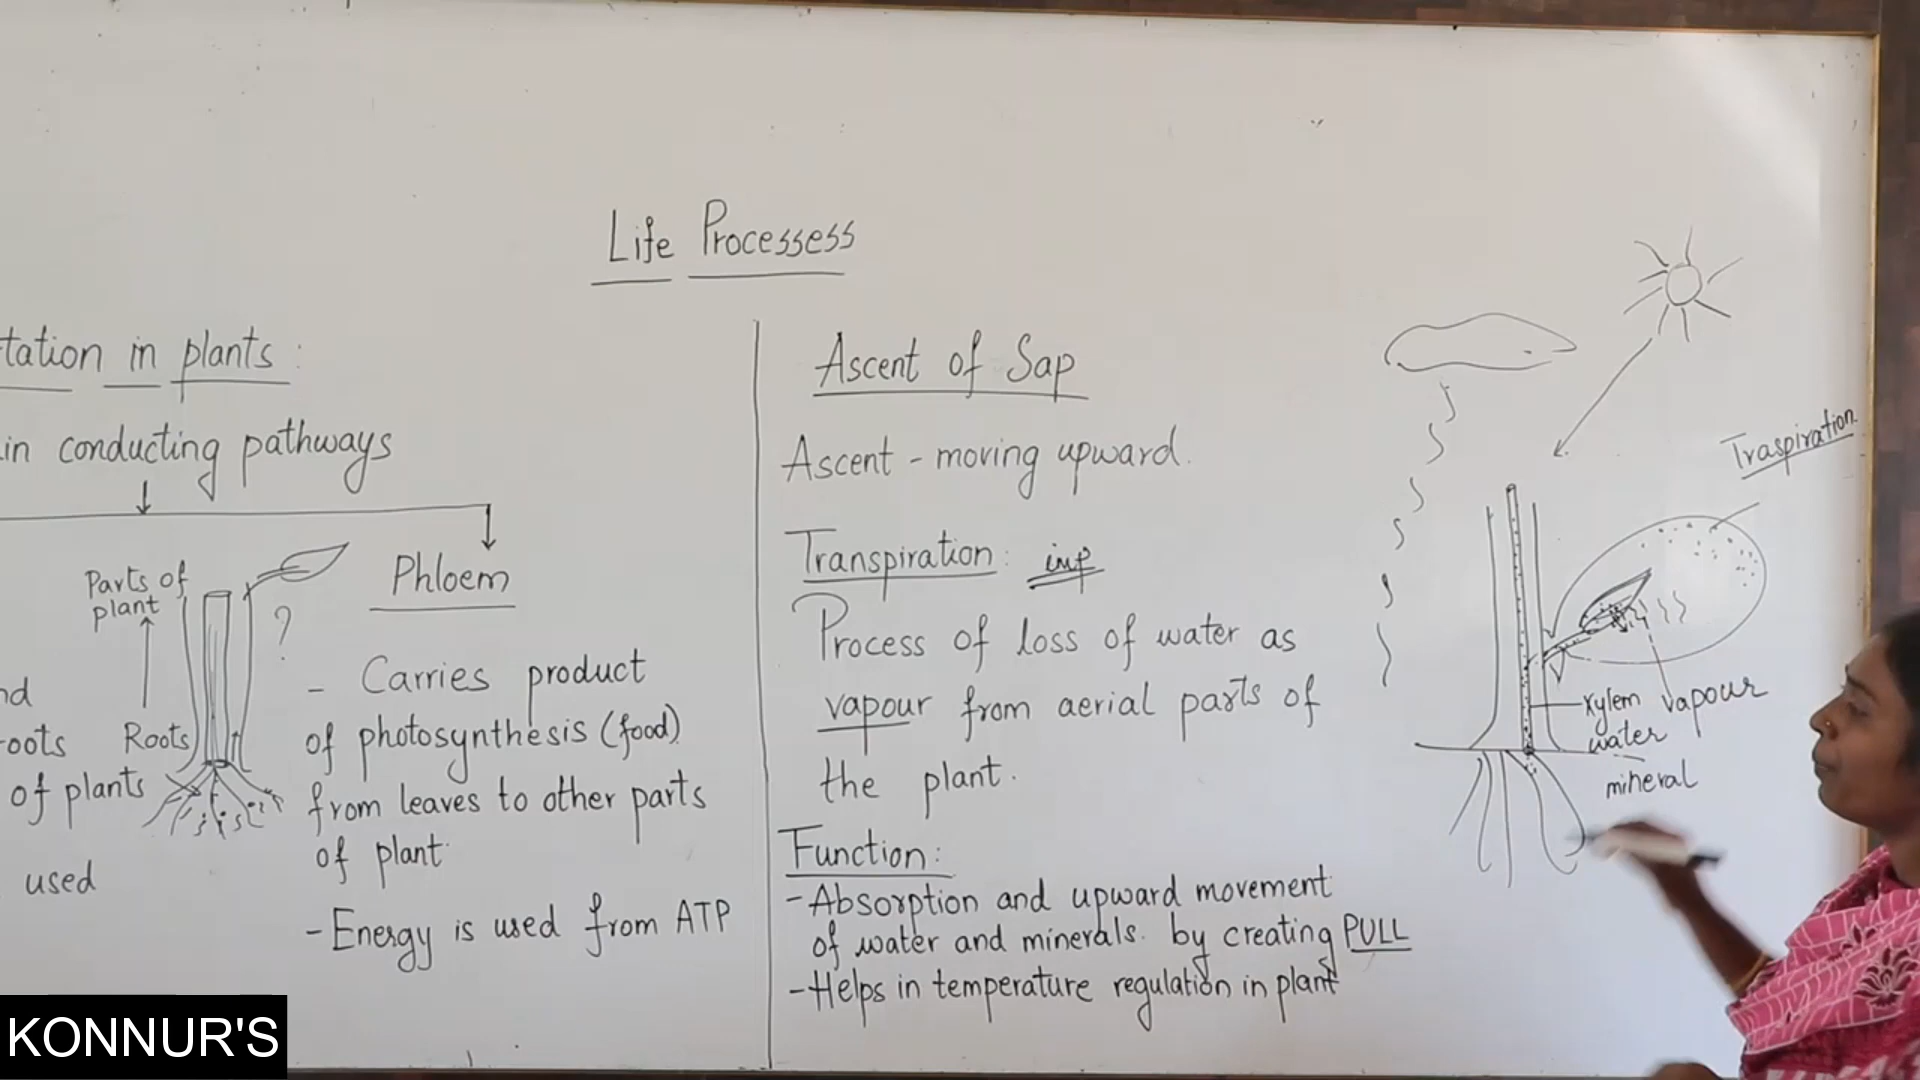 Life Processess
tation in plants:
in conducting pathways
Parts of
plant
?
Roots
nd
roots
of plants
used
Phloem
- Carries product
of photosynthesis (food)
from leaves to other parts
of plant.
- Energy is used from ATP
Ascent of Sap
Ascent - moving upward.
Transpiration: imp
Process of loss of water as
vapour from aerial parts of
the plant.
Function:
- Absorption and upward movement
of water and minerals. by creating PULL
- Helps in temperature regulation in plant
Traspiration
Xylem
vapour
water
mineral
KONNUR'S